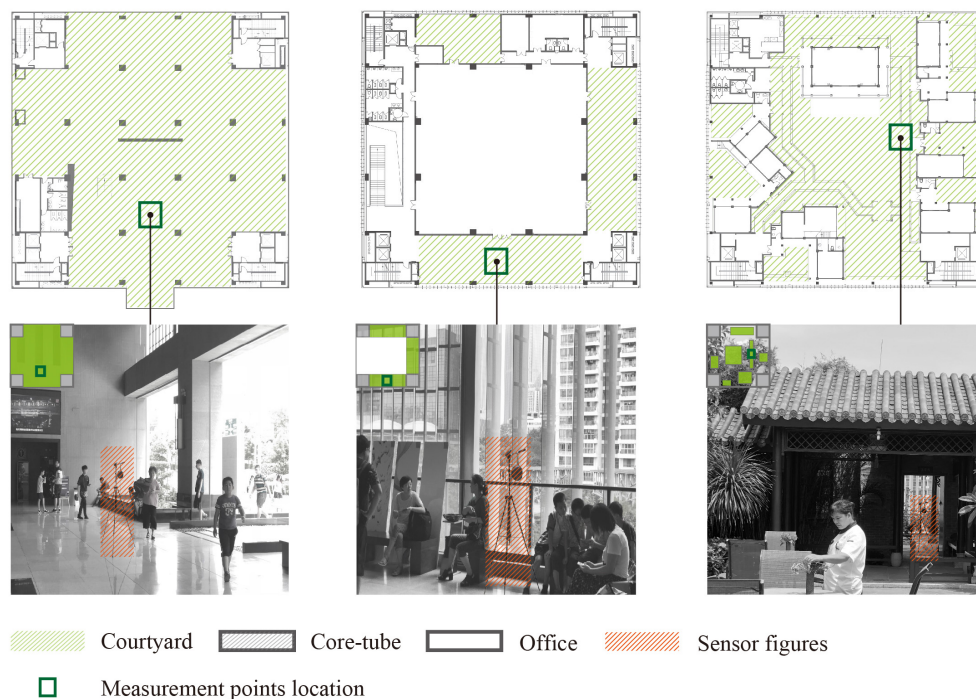 Courtyard
Core-tube
Office
Sensor figures
Measurement points location